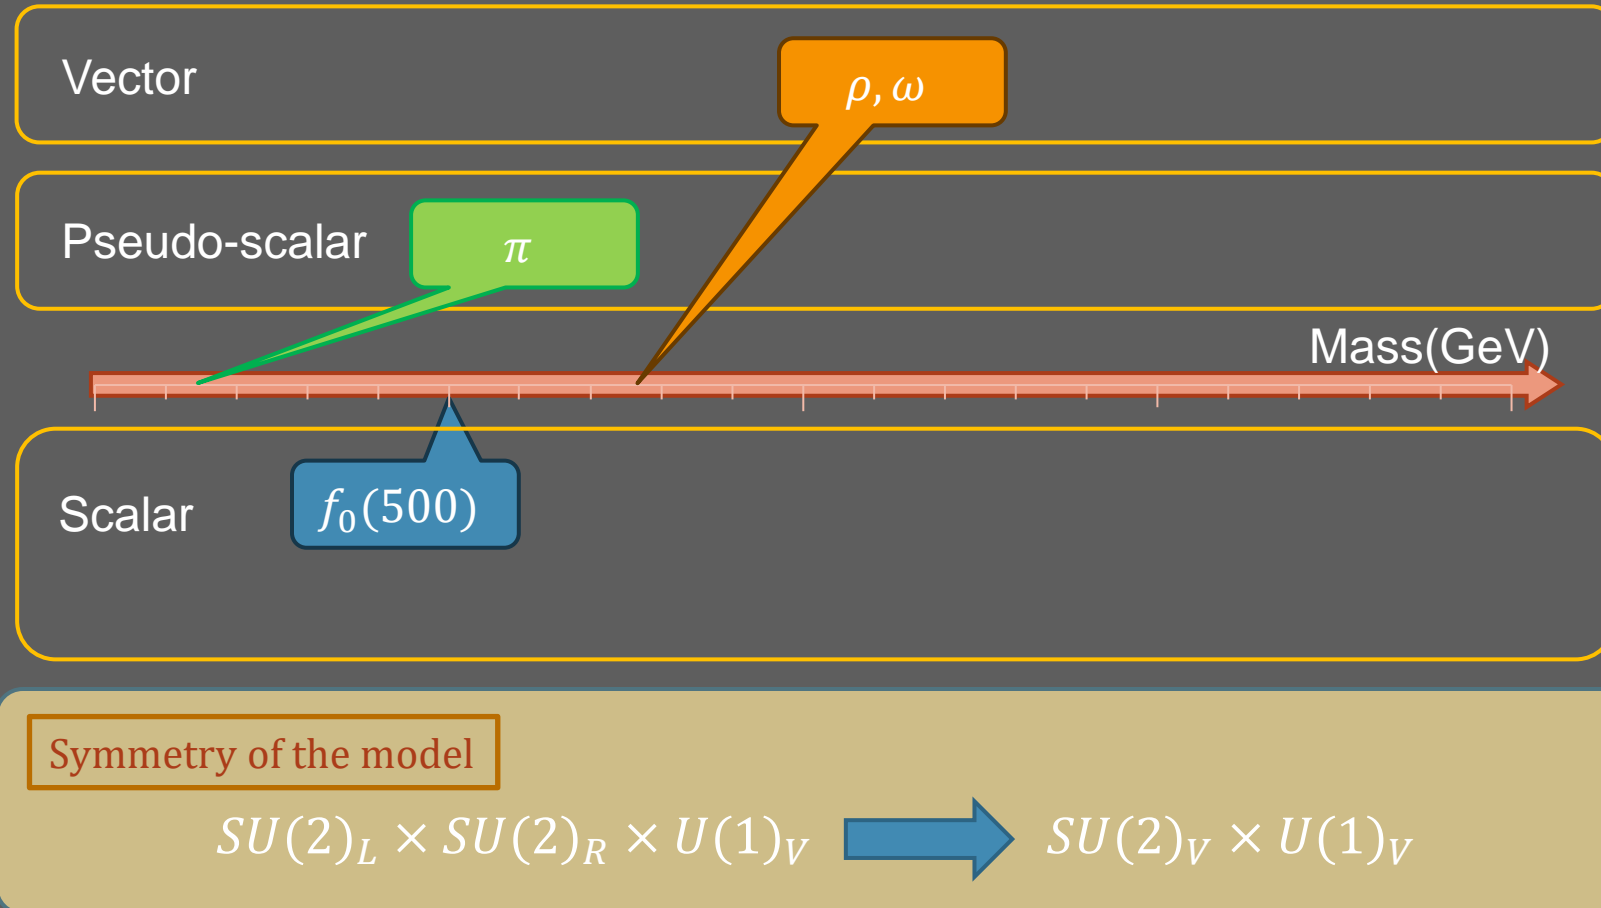 Vector
ρ, ω
Pseudo-scalar
π
Mass(GeV)
Scalar
f₀(500)
Symmetry of the model
SU(2)_L × SU(2)_R × U(1)_V
SU(2)_V × U(1)_V